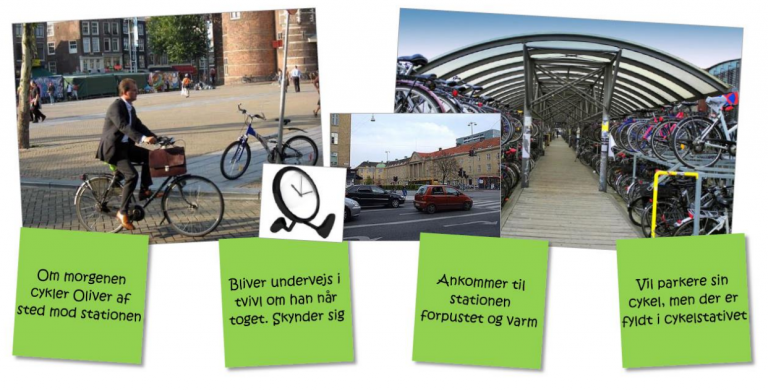 Om morgenen
cykler Oliver af
sted mod stationen
Bliver undervejs i
tvivl om han når
toget. Skynder sig
Ankommer til
stationen
forpustet og varm
Vil parkere sin
cykel, men der er
fyldt i cykelstativet